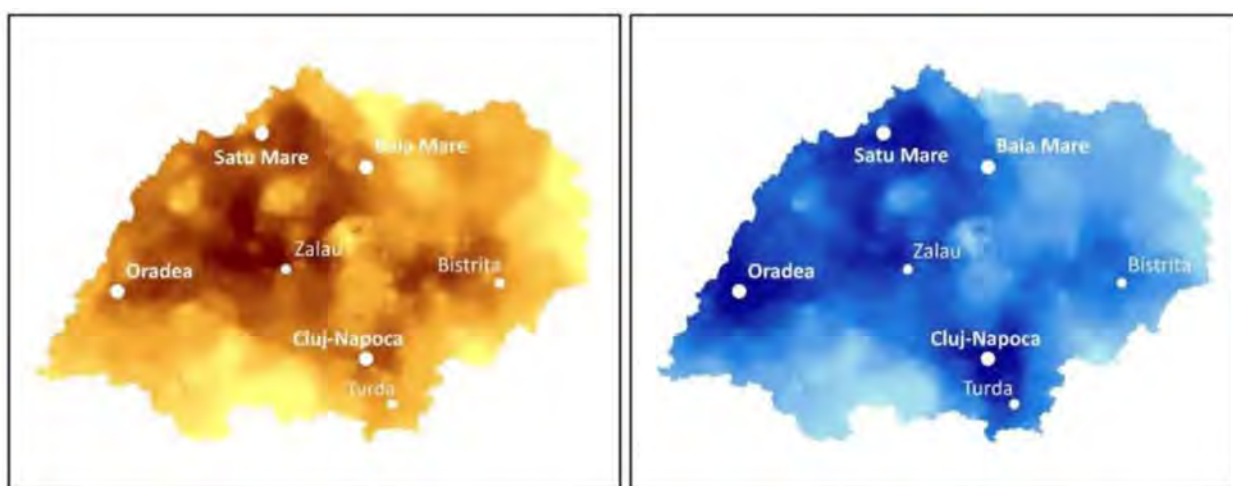 Satu Mare
Baia Mare
Zalau
Oradea
Bistrita
Cluj-Napoca
Turda
Satu Mare
Baia Mare
Zalau
Oradea
Bistrita
Cluj-Napoca
Turda